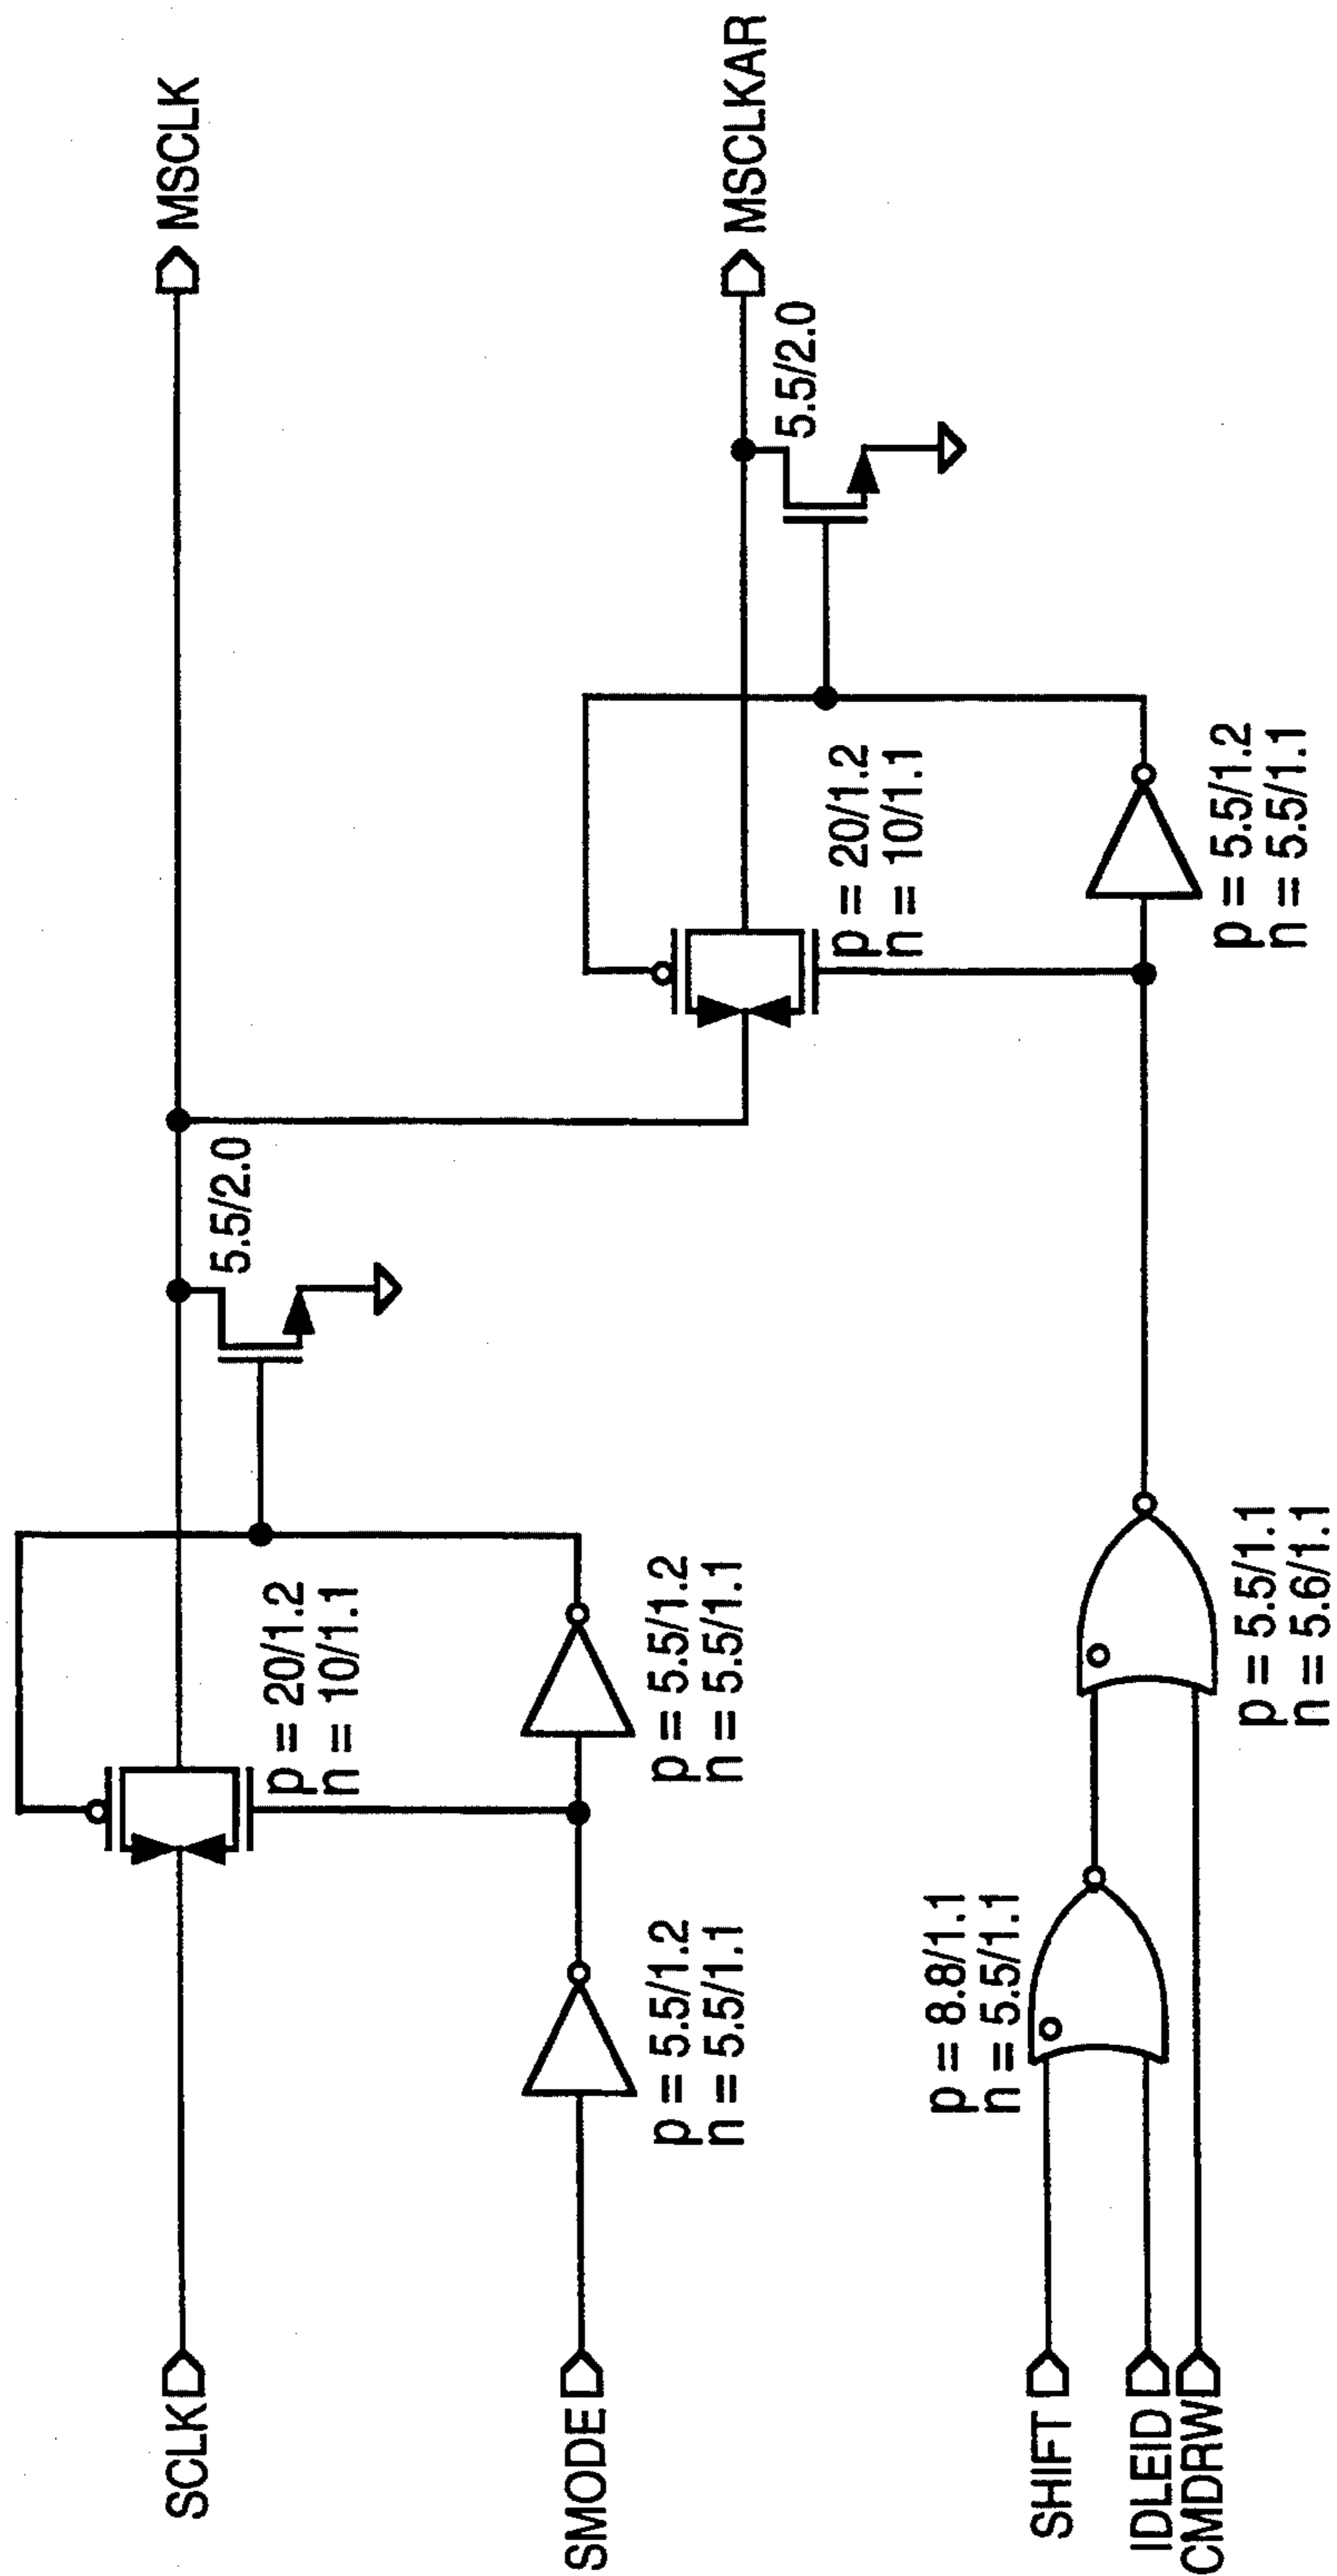 SCLK
MSCLK
p = 20/1.2
n = 10/1.1
5.5/2.0
SMODE
p = 5.5/1.2
n = 5.5/1.1
p = 5.5/1.2
n = 5.5/1.1
MSCLKAR
5.5/2.0
p = 20/1.2
n = 10/1.1
p = 5.5/1.2
n = 5.5/1.1
SHIFT
p = 8.8/1.1
n = 5.5/1.1
IDLEID
CMDRW
p = 5.5/1.1
n = 5.6/1.1